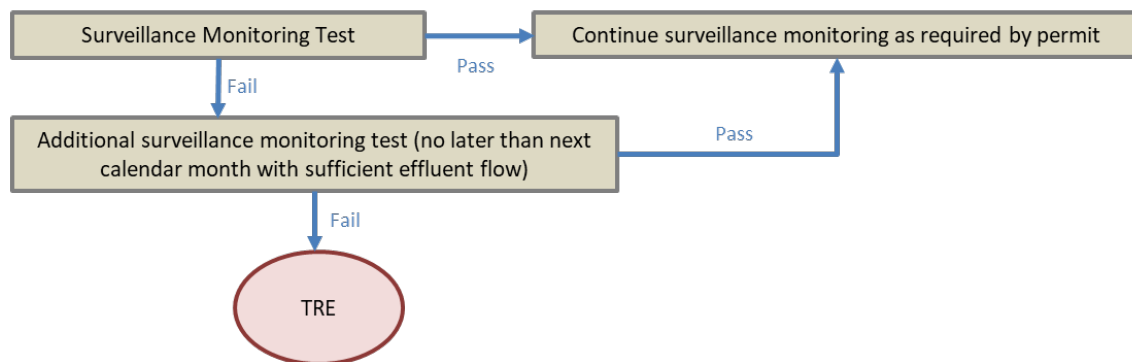 Surveillance Monitoring Test
Continue surveillance monitoring as required by permit
Pass
Fail
Additional surveillance monitoring test (no later than next
calendar month with sufficient effluent flow)
Pass
Fail
TRE